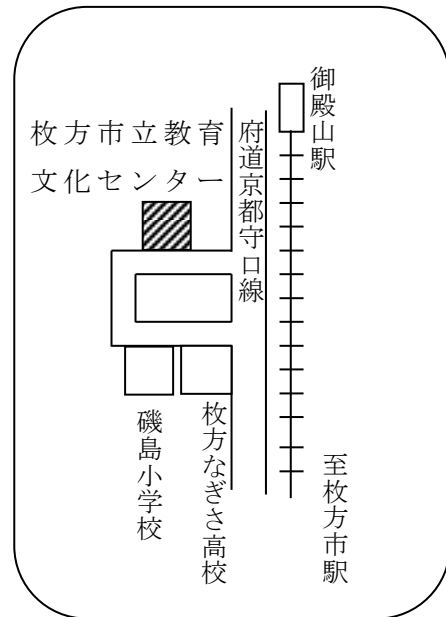 御殿山駅
枚方市立教育
文化センター
府道京都守口線
磯島小学校
枚方なぎさ高校
至枚方市駅